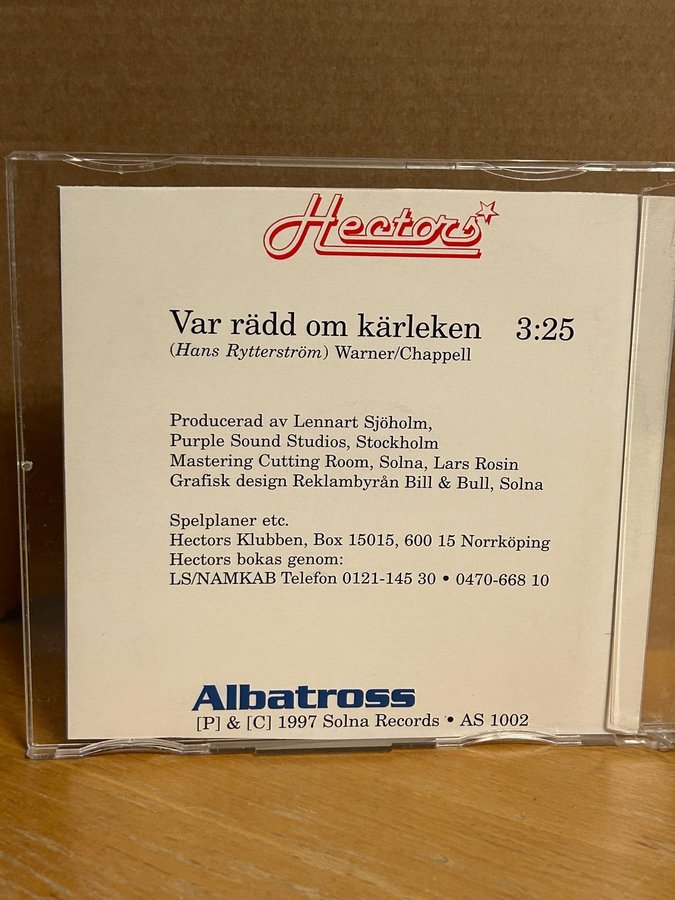 Hectors
Var rädd om kärleken 3:25
(Hans Rytterström) Warner/Chappell
Producerad av Lennart Sjöholm,
Purple Sound Studios, Stockholm
Mastering Cutting Room, Solna, Lars Rosin
Grafisk design Reklambyrån Bill & Bull, Solna
Spelplaner etc.
Hectors Klubben, Box 15015, 600 15 Norrköping
Hectors bokas genom:
LS/NAMKAB Telefon 0121-145 30 • 0470-668 10
Albatross
[P] & [C] 1997 Solna Records • AS 1002